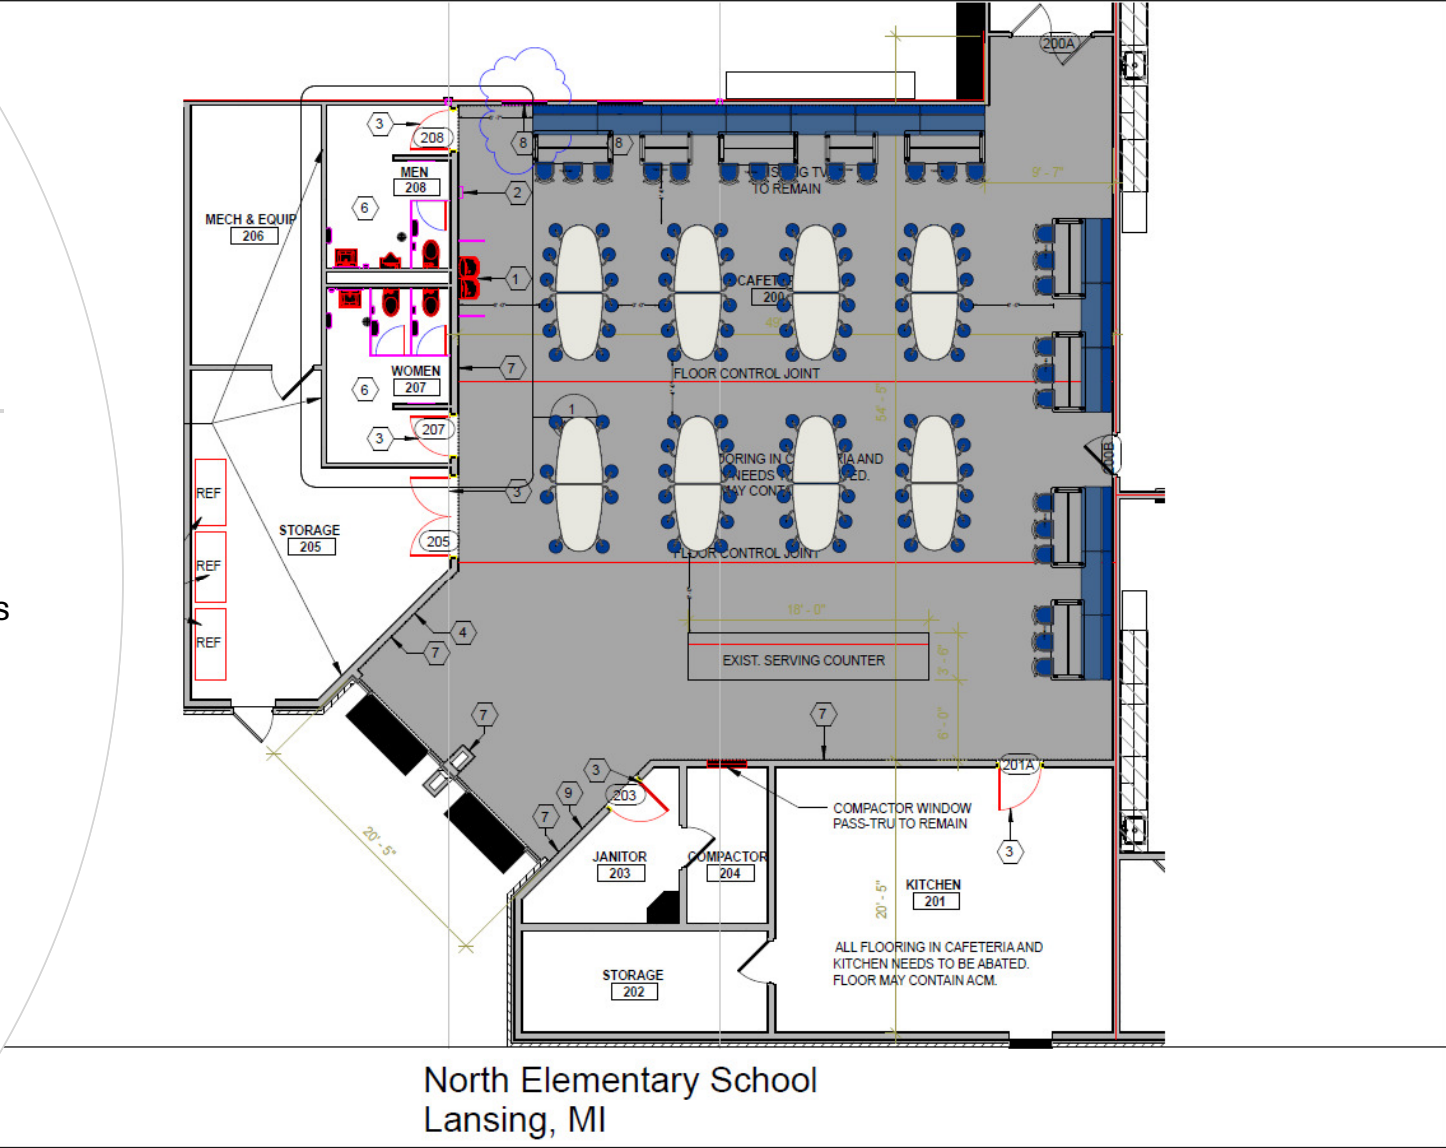 200A
3
208
8
8
MEN
208
6
2
TO REMAIN
9' - 7"
MECH & EQUIP
206
1
200
7
FLOOR CONTROL JOINT
WOMEN
207
6
54' - 5"
3
207
1
200B
REF
3
STORAGE
205
205
REF
FLOOR CONTROL JOINT
18' - 0"
REF
4
7
EXIST. SERVING COUNTER
3' - 6"
7
7
6' - 0"
3
201A
203
9
7
COMPACTOR WINDOW
PASS-TRU TO REMAIN
20' - 5"
3
JANITOR
203
COMPACTOR
204
KITCHEN
201
20' - 5"
ALL FLOORING IN CAFETERIA AND
KITCHEN NEEDS TO BE ABATED.
FLOOR MAY CONTAIN ACM.
STORAGE
202
s
North Elementary School
Lansing, MI